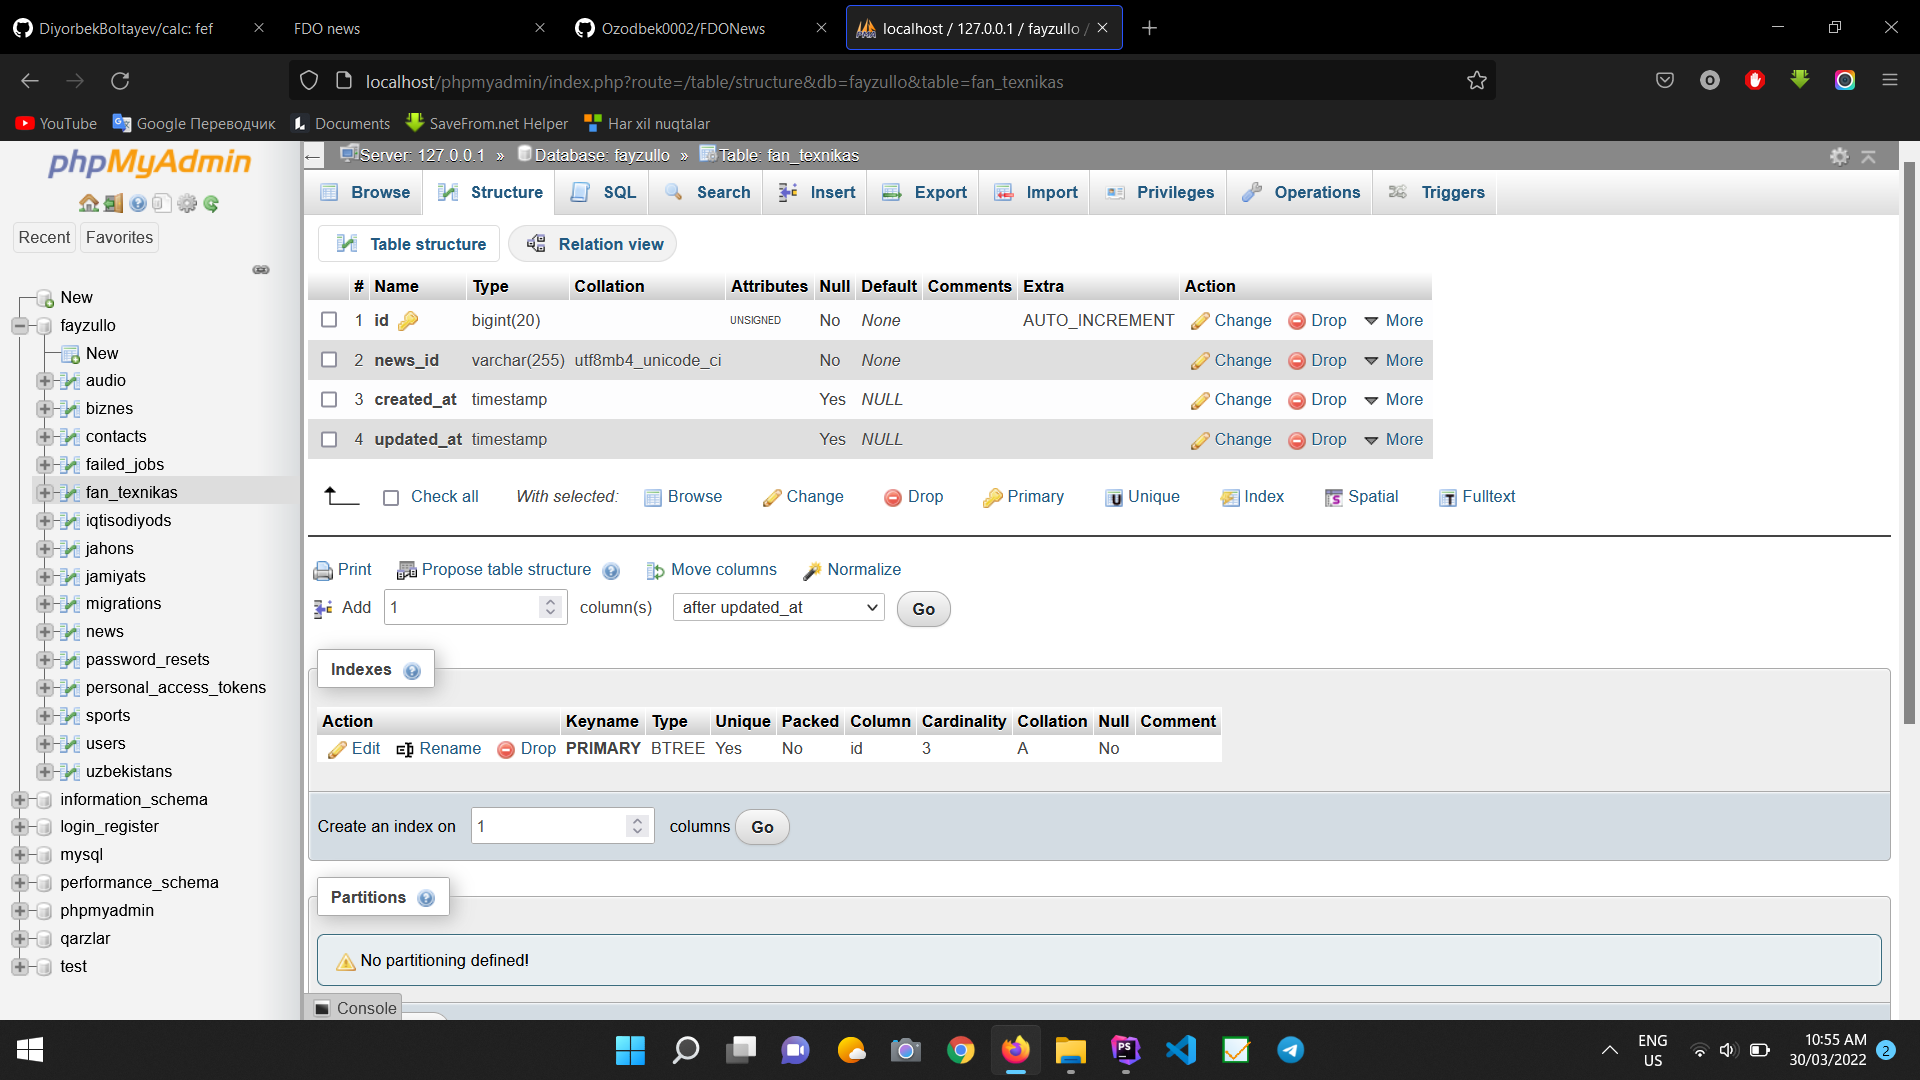 DiyorbekBoltayev/calc: fef
FDO news
Ozodbek0002/FDONews
localhost / 127.0.0.1 / fayzullo /
localhost/phpmyadmin/index.php?route=/table/structure&db=fayzullo&table=fan_texnikas
YouTube
Google Переводчик
Documents
SaveFrom.net Helper
Har xil nuqtalar
phpMyAdmin
Recent
Favorites
New
fayzullo
New
audio
biznes
contacts
failed_jobs
fan_texnikas
iqtisodiyods
jahons
jamiyats
migrations
news
password_resets
personal_access_tokens
sports
users
uzbekistans
information_schema
login_register
mysql
performance_schema
phpmyadmin
qarzlar
test
Server: 127.0.0.1 » Database: fayzullo » Table: fan_texnikas
Browse Structure SQL Search Insert Export Import Privileges Operations Triggers
Table structure Relation view
# Name Type Collation Attributes Null Default Comments Extra Action
1 id bigint(20) UNSIGNED No None AUTO_INCREMENT Change Drop More
2 news_id varchar(255) utf8mb4_unicode_ci No None Change Drop More
3 created_at timestamp Yes NULL Change Drop More
4 updated_at timestamp Yes NULL Change Drop More
Check all With selected: Browse Change Drop Primary Unique Index Spatial Fulltext
Print Propose table structure Move columns Normalize
Add 1 column(s) after updated_at Go
Indexes
Action Keyname Type Unique Packed Column Cardinality Collation Null Comment
Edit Rename Drop PRIMARY BTREE Yes No id 3 A No
Create an index on 1 columns Go
Partitions
No partitioning defined!
Console
ENG
US
10:55 AM
30/03/2022
2